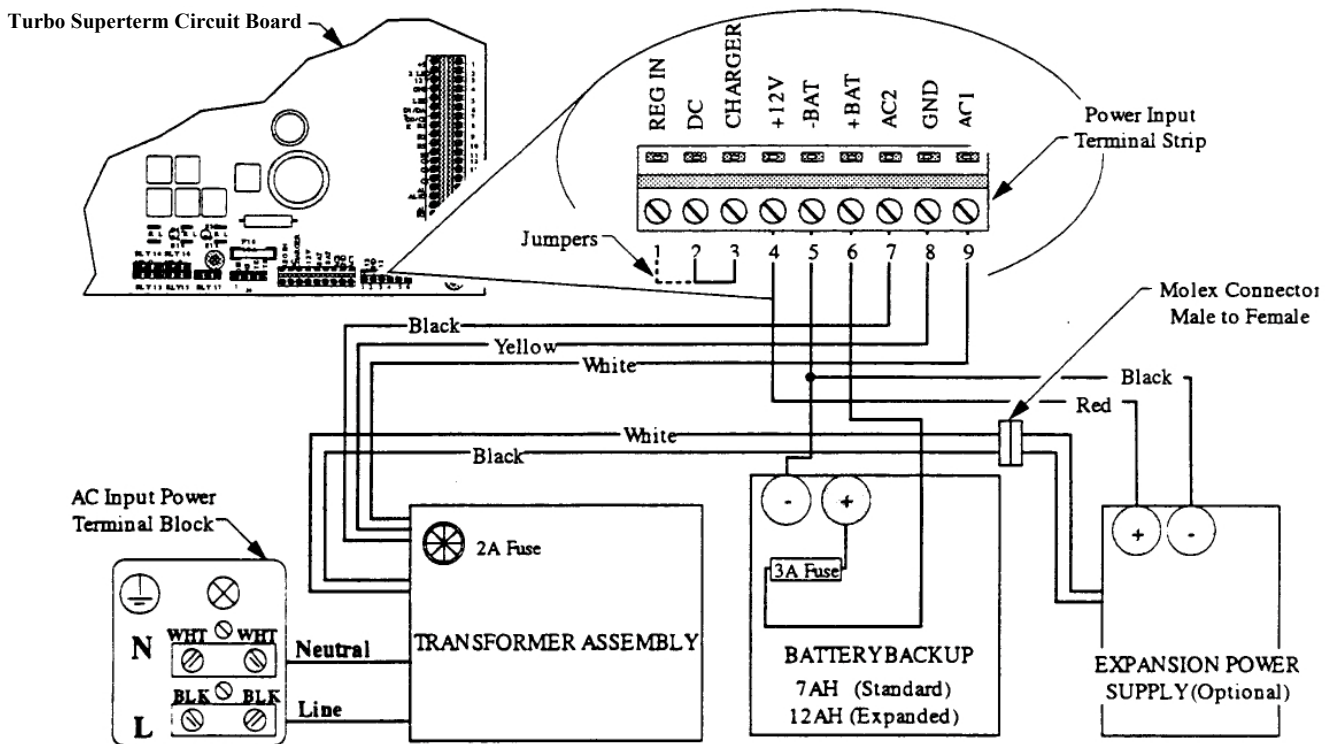 Turbo Superterm Circuit Board
REG IN
DC
CHARGER
+12V
-BAT
+BAT
AC2
GND
AC1
Power Input
Terminal Strip
Jumpers
1 2 3 4 5 6 7 8 9
Molex Connector
Male to Female
Black
Yellow
White
Black
Red
White
Black
AC Input Power
Terminal Block
2A Fuse
- +
+ -
3A Fuse
N
WHT WHT
Neutral
TRANSFORMER ASSEMBLY
BATTERY BACKUP
7AH (Standard)
12AH (Expanded)
EXPANSION POWER
SUPPLY(Optional)
L
BLK BLK
Line